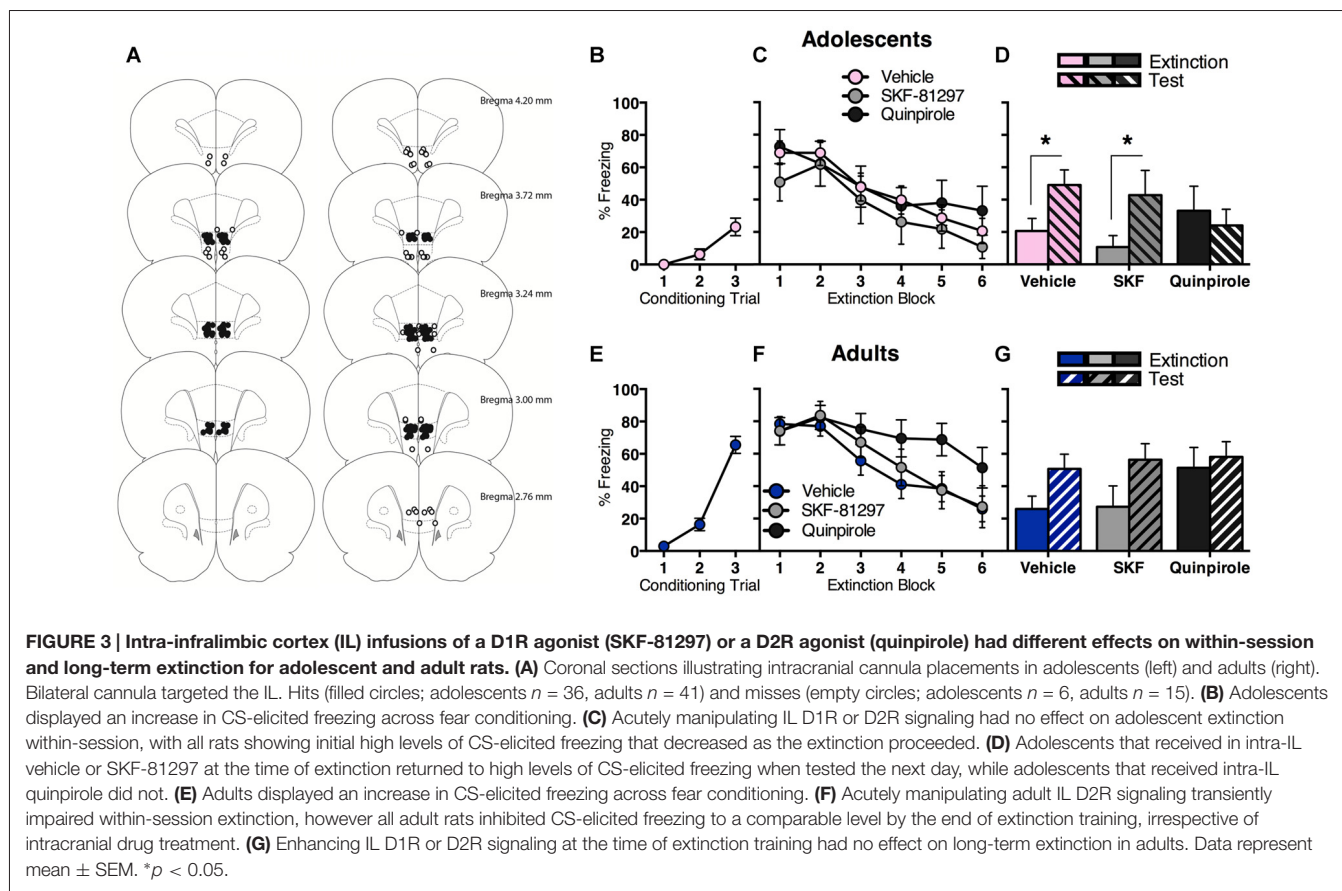 A
Bregma 4.20 mm
Bregma 3.72 mm
Bregma 3.24 mm
Bregma 3.00 mm
Bregma 2.76 mm
Adolescents
B
C
D
Vehicle
SKF-81297
Quinpirole
Extinction
Test
% Freezing
100
80
60
40
20
0
* *
1 2 3
Conditioning Trial
1 2 3 4 5 6
Extinction Block
Vehicle SKF Quinpirole
Adults
E
F
G
Extinction
Test
% Freezing
100
80
60
40
20
0
Vehicle
SKF-81297
Quinpirole
1 2 3
Conditioning Trial
1 2 3 4 5 6
Extinction Block
Vehicle SKF Quinpirole
FIGURE 3 | Intra-infralimbic cortex (IL) infusions of a D1R agonist (SKF-81297) or a D2R agonist (quinpirole) had different effects on within-session
and long-term extinction for adolescent and adult rats. (A) Coronal sections illustrating intracranial cannula placements in adolescents (left) and adults (right).
Bilateral cannula targeted the IL. Hits (filled circles; adolescents n = 36, adults n = 41) and misses (empty circles; adolescents n = 6, adults n = 15). (B) Adolescents
displayed an increase in CS-elicited freezing across fear conditioning. (C) Acutely manipulating IL D1R or D2R signaling had no effect on adolescent extinction
within-session, with all rats showing initial high levels of CS-elicited freezing that decreased as the extinction proceeded. (D) Adolescents that received in intra-IL
vehicle or SKF-81297 at the time of extinction returned to high levels of CS-elicited freezing when tested the next day, while adolescents that received intra-IL
quinpirole did not. (E) Adults displayed an increase in CS-elicited freezing across fear conditioning. (F) Acutely manipulating adult IL D2R signaling transiently
impaired within-session extinction, however all adult rats inhibited CS-elicited freezing to a comparable level by the end of extinction training, irrespective of
intracranial drug treatment. (G) Enhancing IL D1R or D2R signaling at the time of extinction training had no effect on long-term extinction in adults. Data represent
mean ± SEM. *p < 0.05.